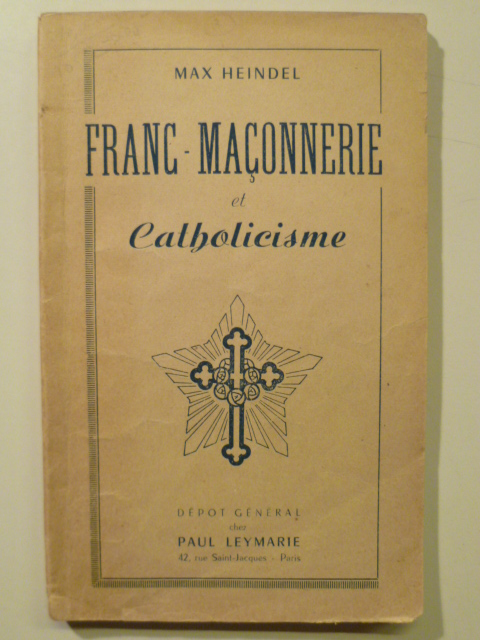 MAX HEINDEL
FRANC-MAÇONNERIE
et
Catholicisme
DÉPOT GÉNÉRAL
chez
PAUL LEYMARIE
42, rue Saint-Jacques - Paris